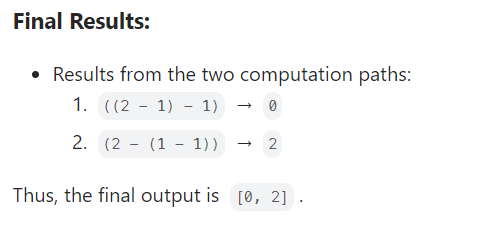 Final Results:
• Results from the two computation paths:
1. ((2 - 1) - 1) → 0
2. (2 - (1 - 1)) → 2
Thus, the final output is [0, 2] .